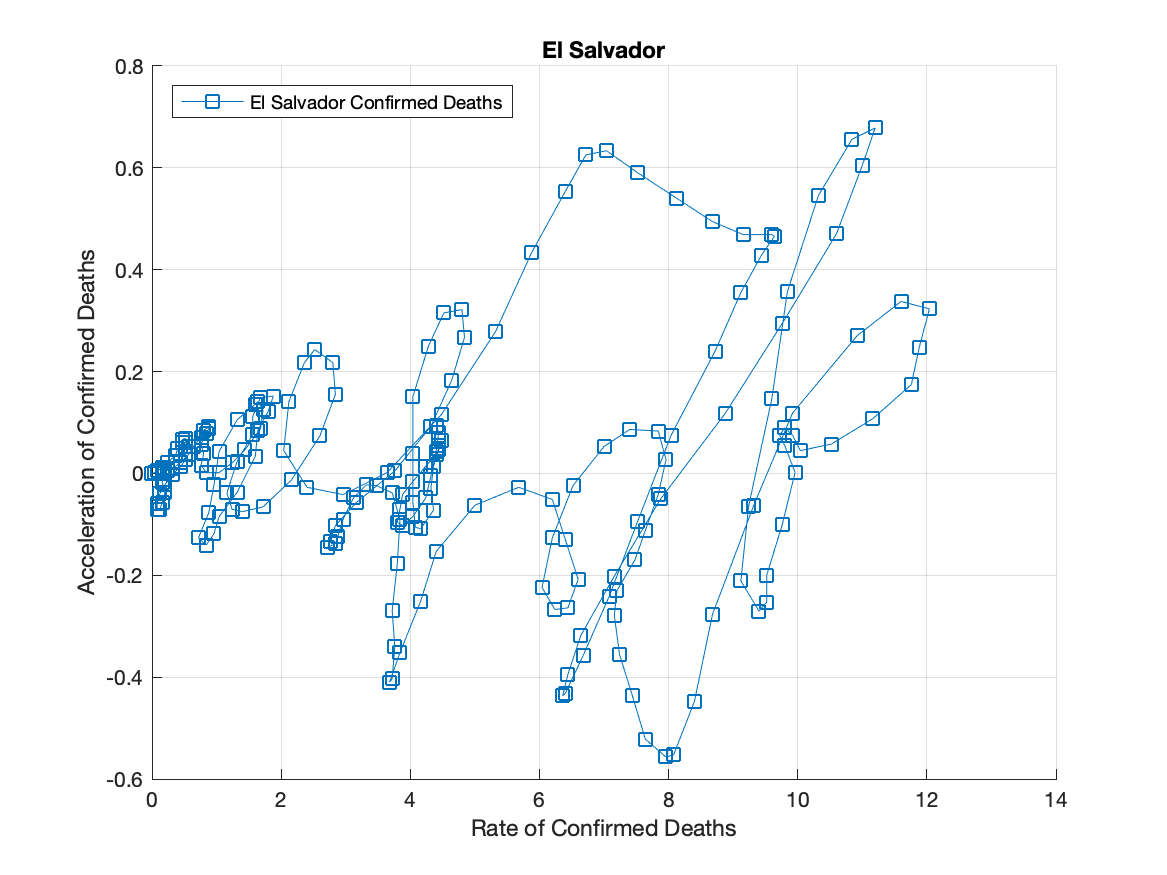 El Salvador
El Salvador Confirmed Deaths
0.8
0.6
0.4
0.2
0
-0.2
-0.4
-0.6
Acceleration of Confirmed Deaths
0 2 4 6 8 10 12 14
Rate of Confirmed Deaths